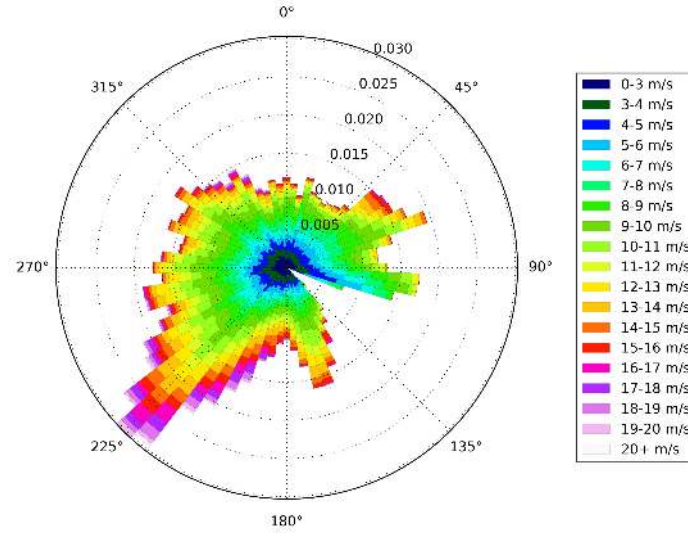 0°
45°
90°
135°
180°
225°
270°
315°
0.005
0.010
0.015
0.020
0.025
0.030
0-3 m/s
3-4 m/s
4-5 m/s
5-6 m/s
6-7 m/s
7-8 m/s
8-9 m/s
9-10 m/s
10-11 m/s
11-12 m/s
12-13 m/s
13-14 m/s
14-15 m/s
15-16 m/s
16-17 m/s
17-18 m/s
18-19 m/s
19-20 m/s
20+ m/s